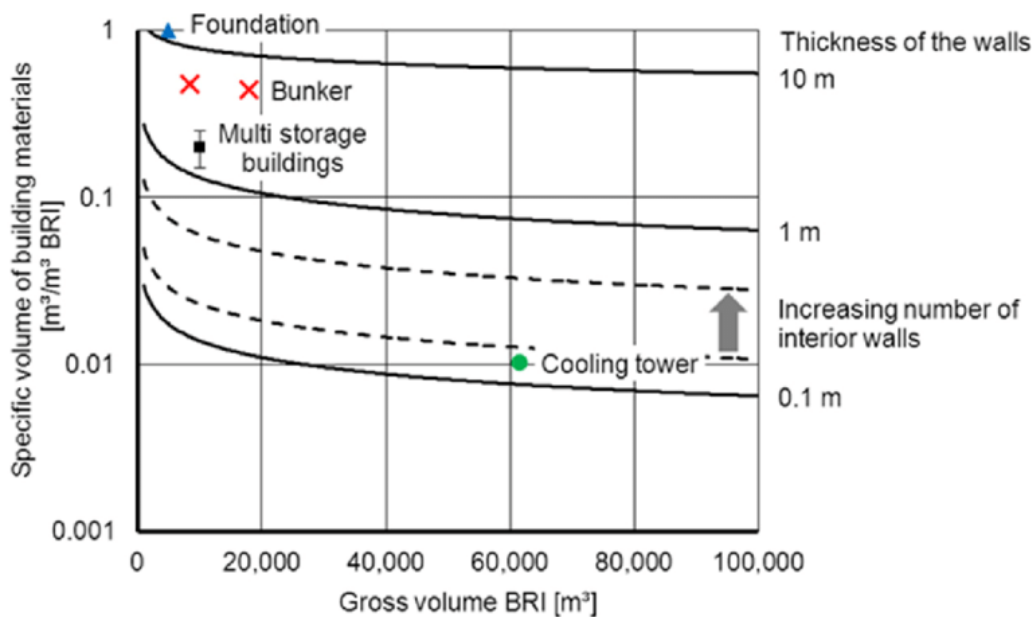 Specific volume of building materials
[m³/m³ BRI]
1
0.1
0.01
0.001
Foundation
Bunker
Multi storage
buildings
Cooling tower
Thickness of the walls
10 m
1 m
Increasing number of
interior walls
0.1 m
0
20,000
40,000
60,000
80,000
100,000
Gross volume BRI [m³]